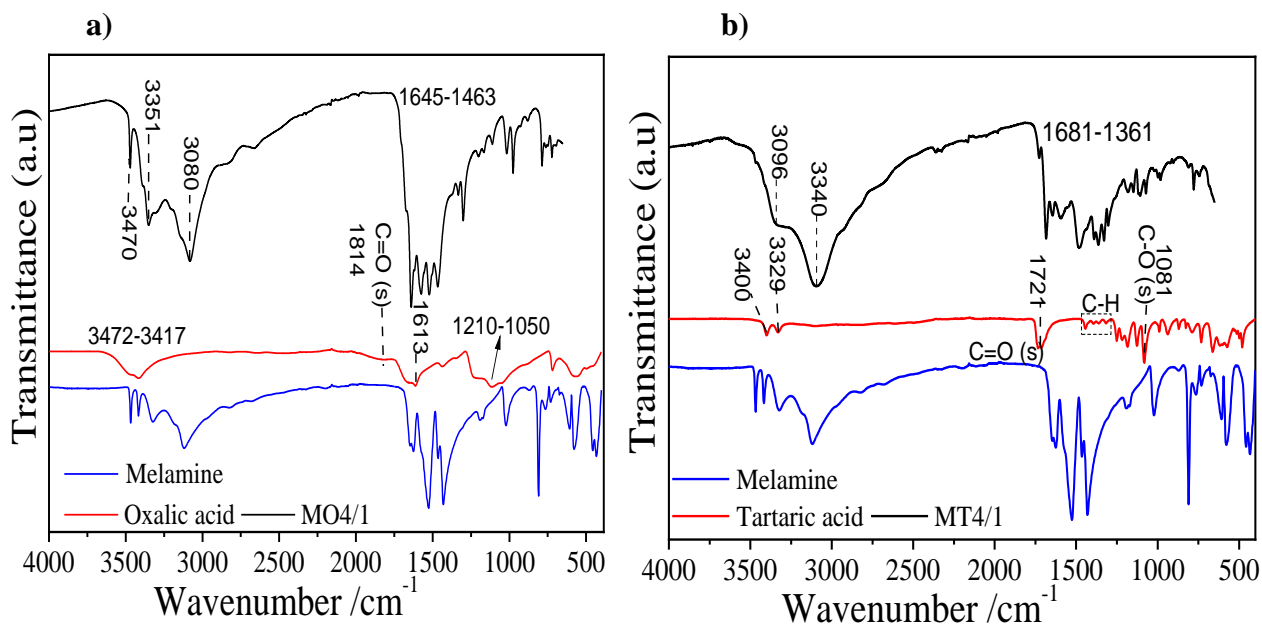 a)
Transmittance (a.u)
3351
3470
3080
1645-1463
C=O (s)
1814
1613
3472-3417
1210-1050
Melamine
Oxalic acid
MO4/1
4000 3500 3000 2500 2000 1500 1000 500
Wavenumber /cm-1
b)
Transmittance (a.u)
3096
3340
1681-1361
3400
3329
1721
C=O (s)
C-H
C-O (s)
1081
Melamine
Tartaric acid
MT4/1
4000 3500 3000 2500 2000 1500 1000 500
Wavenumber /cm-1